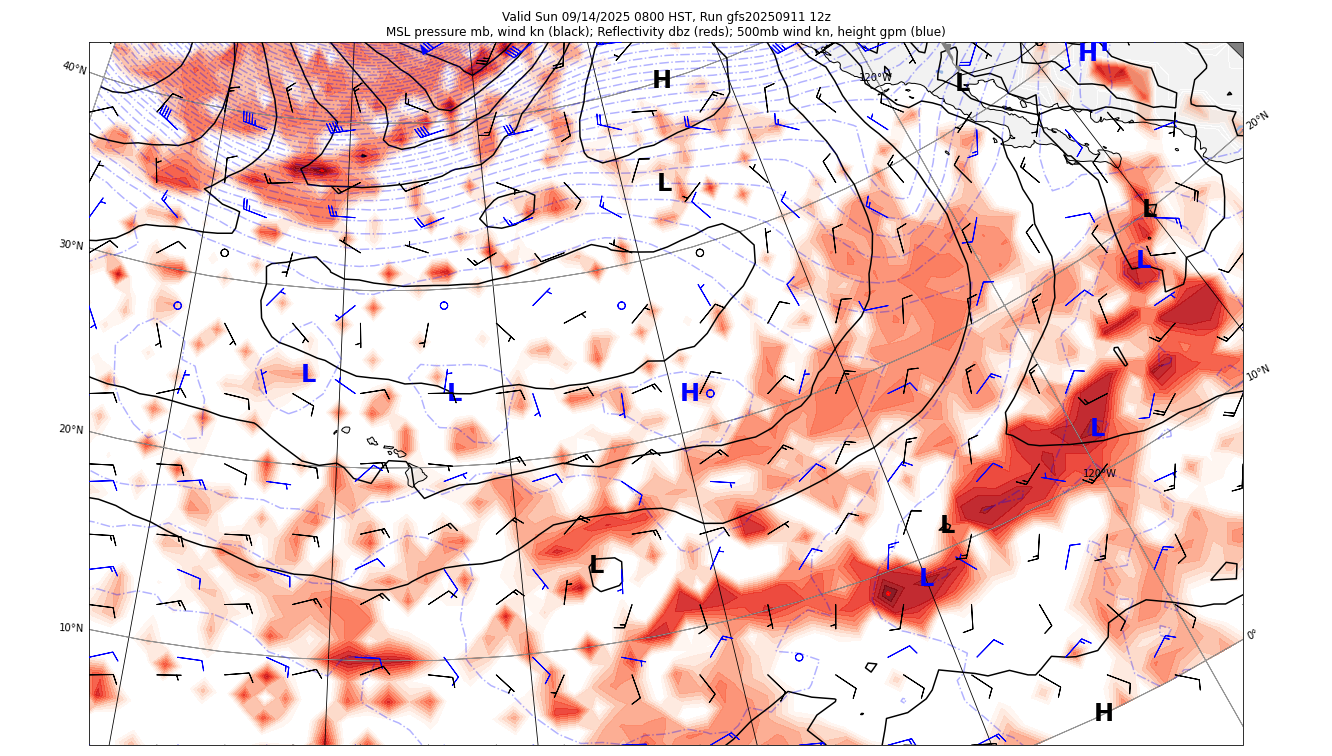 Valid Sun 09/14/2025 0800 HST, Run gfs20250911 12z
MSL pressure mb, wind kn (black); Reflectivity dbz (reds); 500mb wind kn, height gpm (blue)
H
40°N
H
120°W
L
20°N
L
L
30°N
L
L
H
L
10°N
20°N
L
120°W
L
L
L
10°N
0°
H